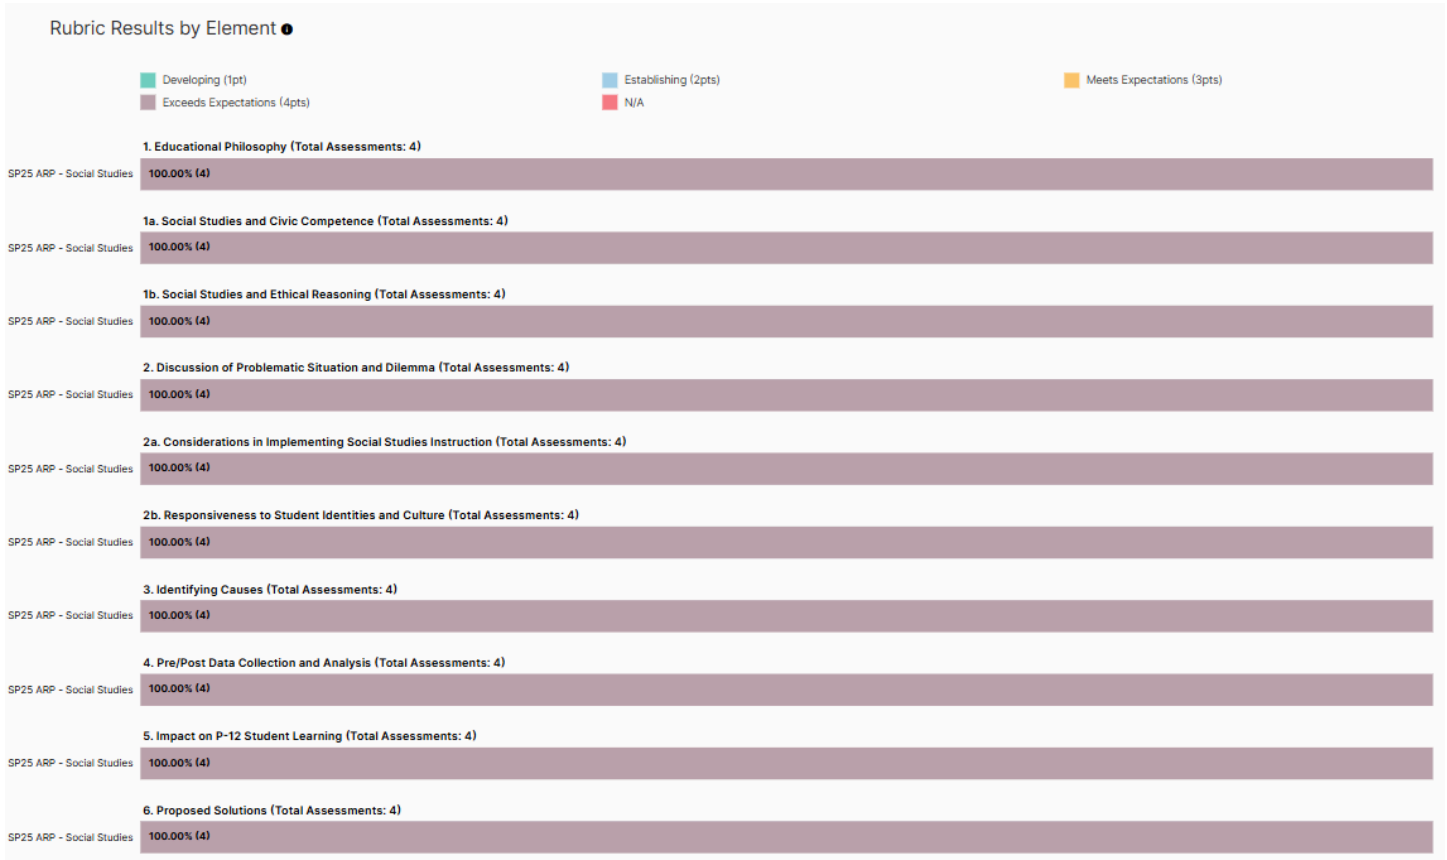 Rubric Results by Element
Developing (1pt) Establishing (2pts) Meets Expectations (3pts)
Exceeds Expectations (4pts) N/A
1. Educational Philosophy (Total Assessments: 4)
SP25 ARP - Social Studies 100.00% (4)
1a. Social Studies and Civic Competence (Total Assessments: 4)
SP25 ARP - Social Studies 100.00% (4)
1b. Social Studies and Ethical Reasoning (Total Assessments: 4)
SP25 ARP - Social Studies 100.00% (4)
2. Discussion of Problematic Situation and Dilemma (Total Assessments: 4)
SP25 ARP - Social Studies 100.00% (4)
2a. Considerations in Implementing Social Studies Instruction (Total Assessments: 4)
SP25 ARP - Social Studies 100.00% (4)
2b. Responsiveness to Student Identities and Culture (Total Assessments: 4)
SP25 ARP - Social Studies 100.00% (4)
3. Identifying Causes (Total Assessments: 4)
SP25 ARP - Social Studies 100.00% (4)
4. Pre/Post Data Collection and Analysis (Total Assessments: 4)
SP25 ARP - Social Studies 100.00% (4)
5. Impact on P-12 Student Learning (Total Assessments: 4)
SP25 ARP - Social Studies 100.00% (4)
6. Proposed Solutions (Total Assessments: 4)
SP25 ARP - Social Studies 100.00% (4)